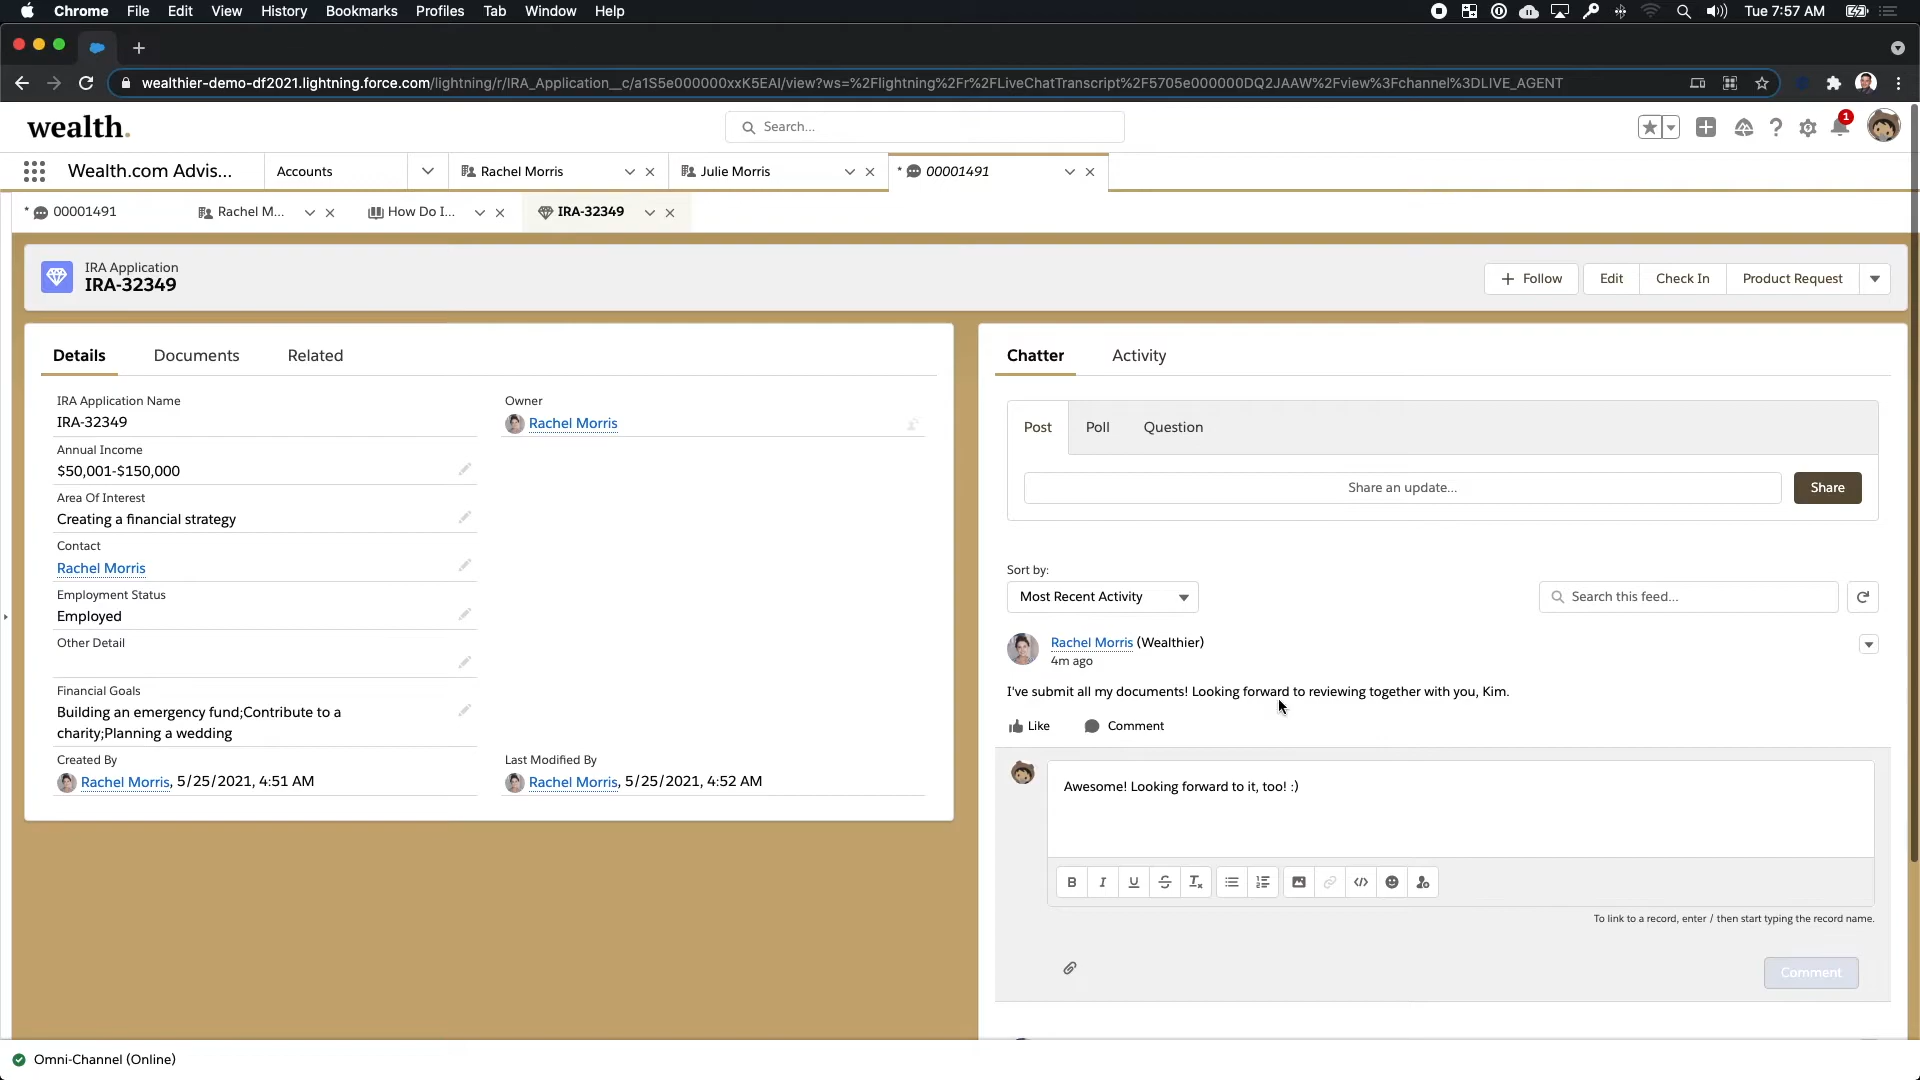 Chrome File Edit View History Bookmarks Profiles Tab Window Help Tue 7:57 AM
wealthier-demo-df2021.lightning.force.com/lightning/r/IRA_Application__c/a1S5e000000xxK5EAI/view?ws=%2Flightning%2Fr%2FLiveChatTranscript%2F5705e000000DQ2JAAW%2Fview%3Fchannel%3DLIVE_AGENT
wealth. Search... 1
Wealth.com Advis... Accounts Rachel Morris Julie Morris * 00001491
* 00001491 Rachel M... How Do I... IRA-32349
IRA Application
IRA-32349
Follow Edit Check In Product Request
Details Documents Related
IRA Application Name
IRA-32349
Owner
Rachel Morris
Annual Income
$50,001-$150,000
Area Of Interest
Creating a financial strategy
Contact
Rachel Morris
Employment Status
Employed
Other Detail
Financial Goals
Building an emergency fund;Contribute to a
charity;Planning a wedding
Created By
Rachel Morris, 5/25/2021, 4:51 AM
Last Modified By
Rachel Morris, 5/25/2021, 4:52 AM
Chatter Activity
Post Poll Question
Share an update... Share
Sort by:
Most Recent Activity Search this feed...
Rachel Morris (Wealthier)
4m ago
I've submit all my documents! Looking forward to reviewing together with you, Kim.
Like Comment
Awesome! Looking forward to it, too! :)
B I U S Tx
To link to a record, enter / then start typing the record name.
Comment
Omni-Channel (Online)